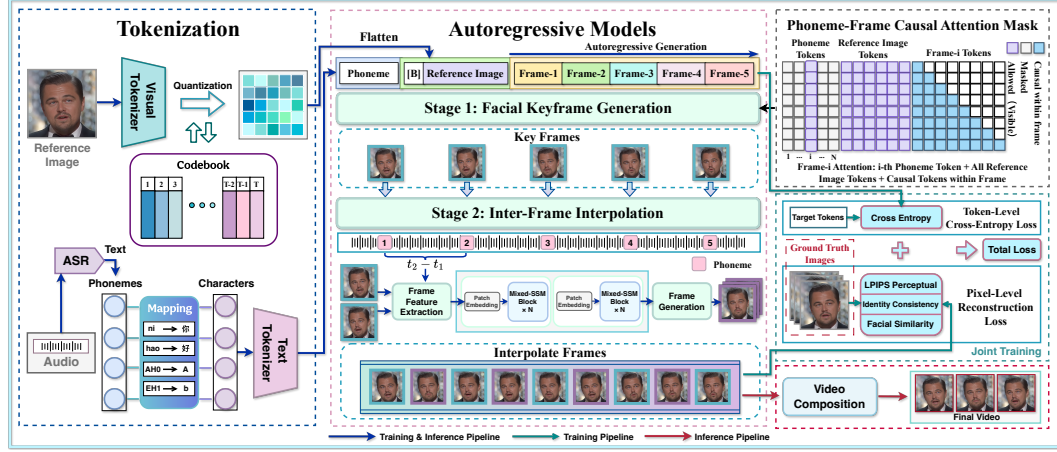 Tokenization
Reference
Image
Visual
Tokenizer
Quantization
Codebook
1 2 3 T-2 T-1 T
ASR
Text
Phonemes
Audio
Mapping
ni → 你
hao → 好
AH0 → A
EH1 → b
Characters
Text
Tokenizer
Autoregressive Models
Flatten
Autoregressive Generation
Phoneme |B| Reference Image Frame-1 Frame-2 Frame-3 Frame-4 Frame-5
Stage 1: Facial Keyframe Generation
Key Frames
Stage 2: Inter-Frame Interpolation
1 2 3 4 5
t₂ − t₁
Phoneme
Frame
Feature
Extraction
Patch
Embedding
Mixed-SSM
Block
× N
Patch
Embedding
Mixed-SSM
Block
× N
Frame
Generation
Interpolate Frames
Phoneme-Frame Causal Attention Mask
Phoneme
Tokens
Reference Image
Tokens
Frame-i Tokens
1 ... i ... N
Causal within frame
Masked
Allowed (Visible)
Frame-i Attention: i-th Phoneme Token + All Reference
Image Tokens + Causal Tokens within Frame
Target Tokens
Cross Entropy
Token-Level
Cross-Entropy Loss
Ground Truth
Images
Total Loss
LPIPS Perceptual
Identity Consistency
Facial Similarity
Pixel-Level
Reconstruction
Loss
Joint Training
Video
Composition
Final Video
Training & Inference Pipeline
Training Pipeline
Inference Pipeline